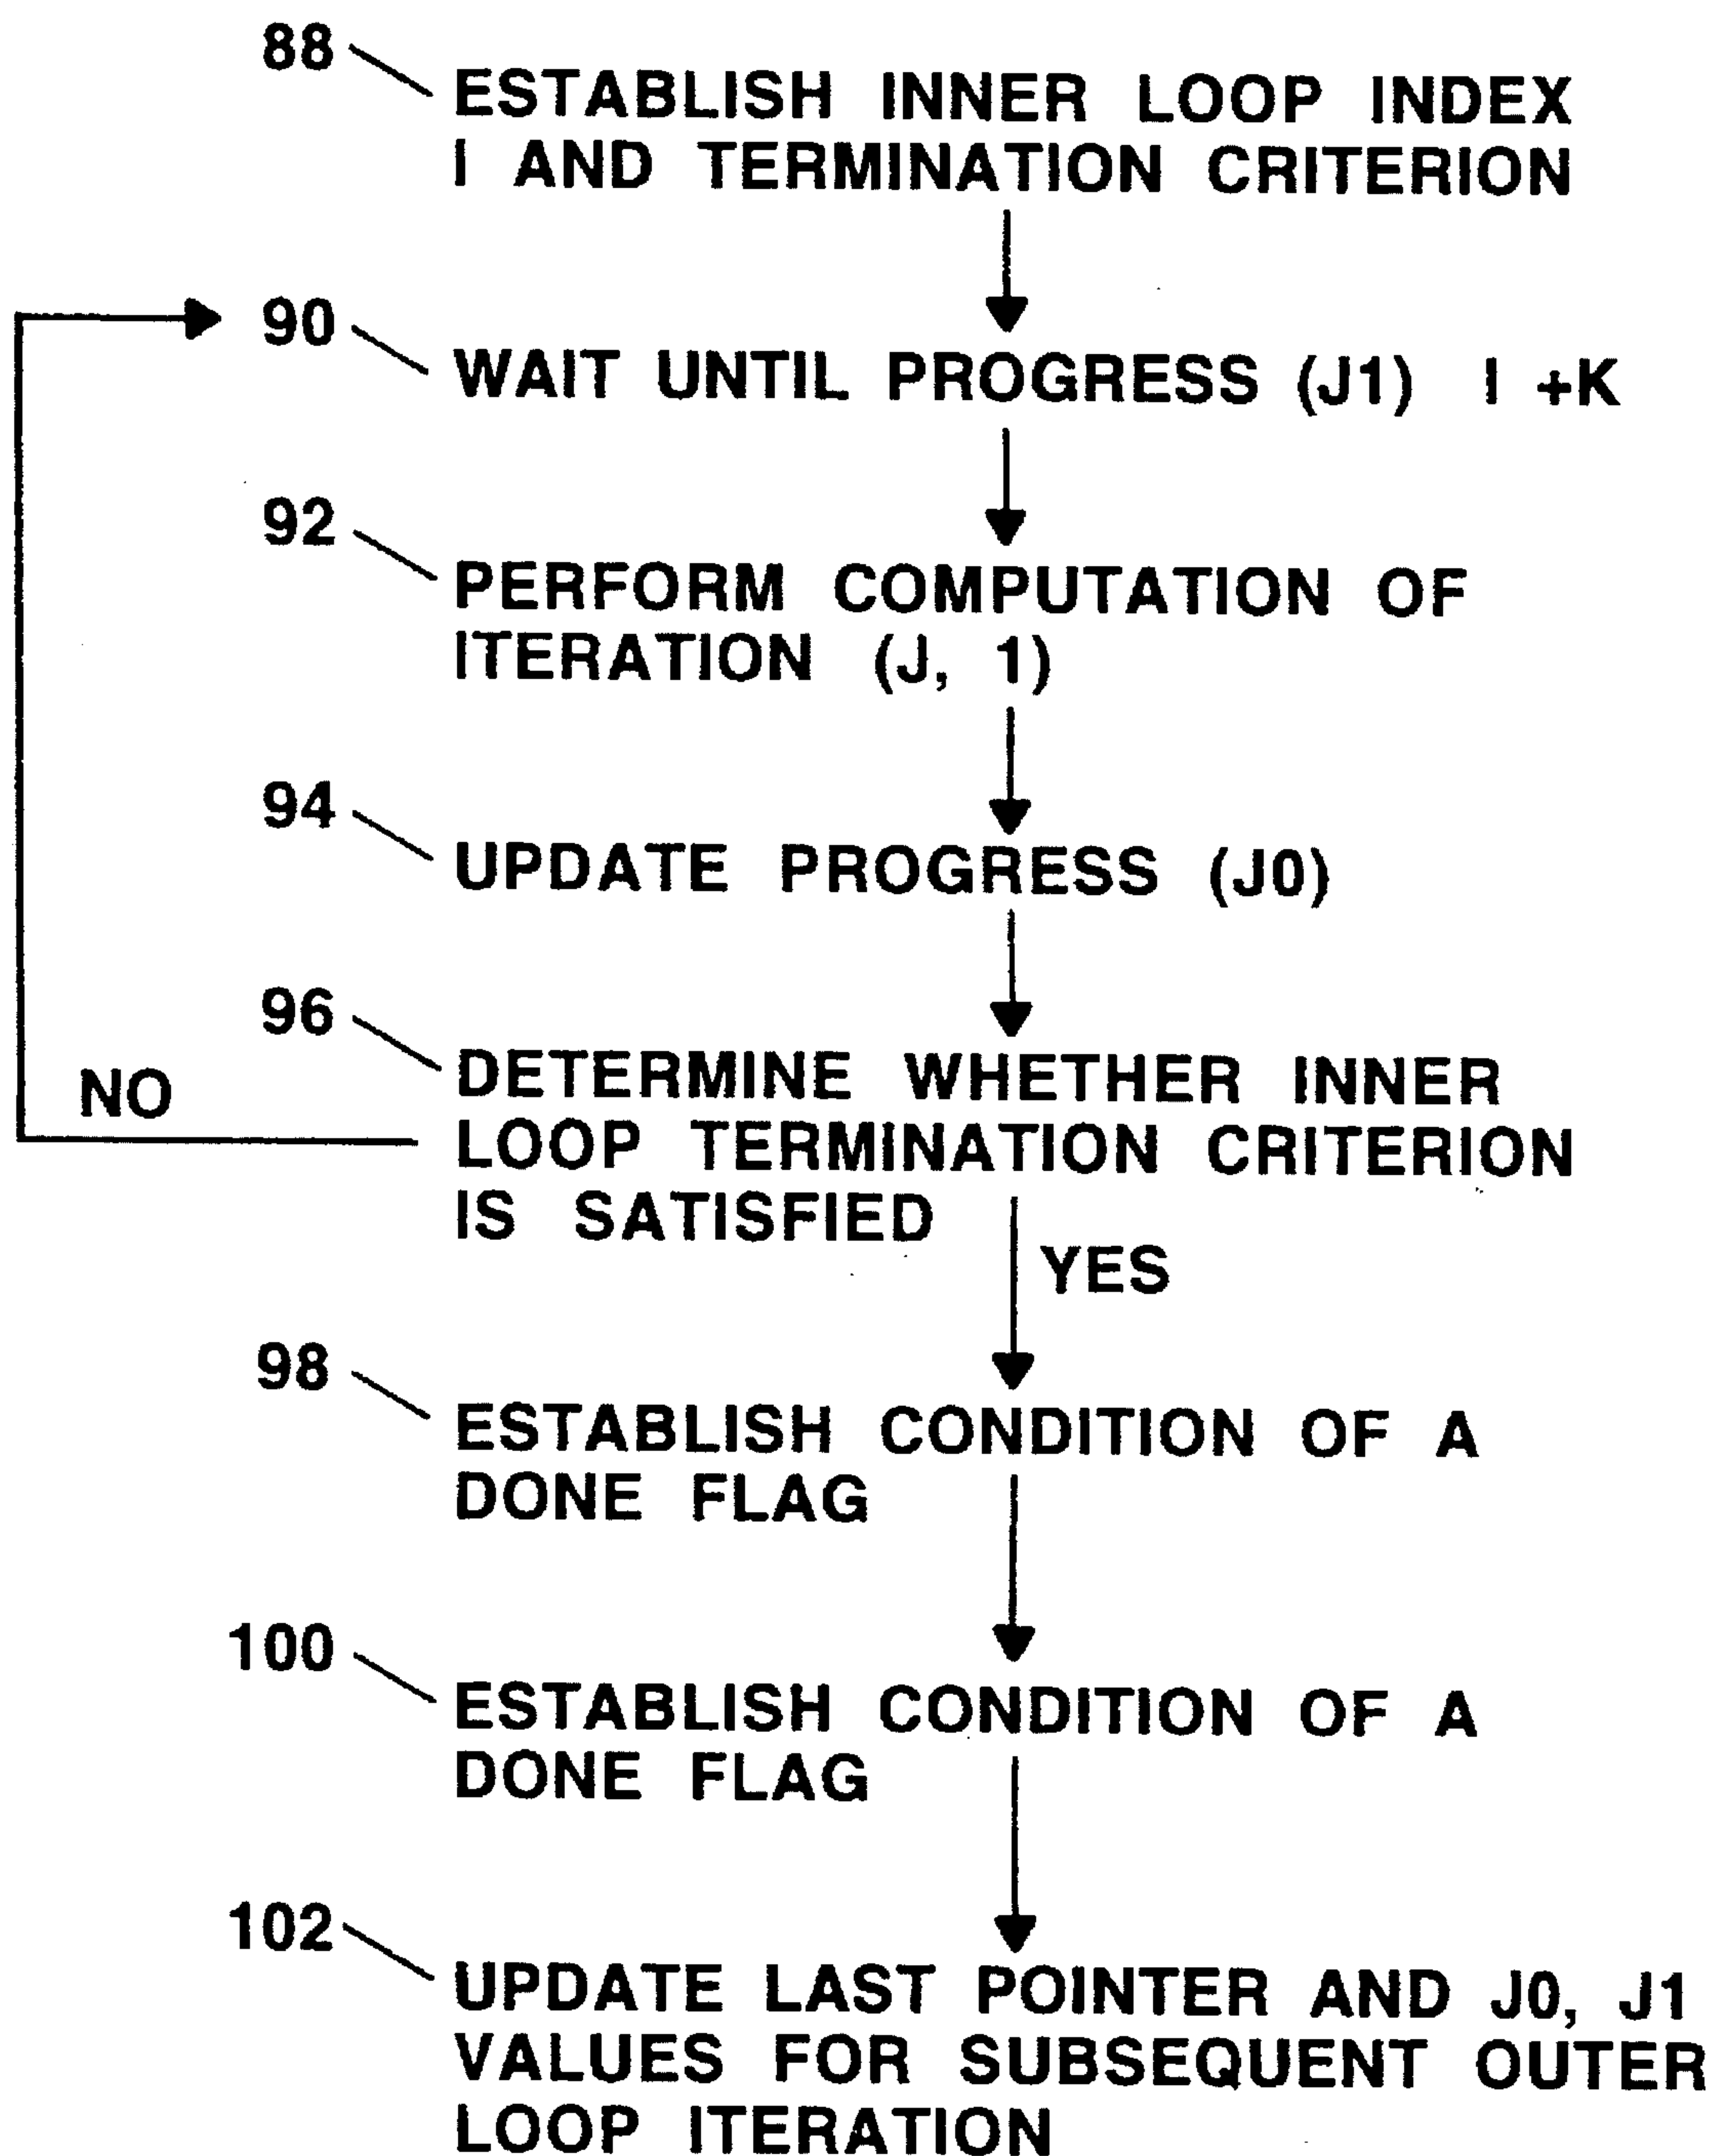 88
ESTABLISH INNER LOOP INDEX
I AND TERMINATION CRITERION
90
WAIT UNTIL PROGRESS (J1) I +K
92
PERFORM COMPUTATION OF
ITERATION (J, 1)
94
UPDATE PROGRESS (J0)
96
DETERMINE WHETHER INNER
LOOP TERMINATION CRITERION
IS SATISFIED
NO
YES
98
ESTABLISH CONDITION OF A
DONE FLAG
100
ESTABLISH CONDITION OF A
DONE FLAG
102
UPDATE LAST POINTER AND J0, J1
VALUES FOR SUBSEQUENT OUTER
LOOP ITERATION